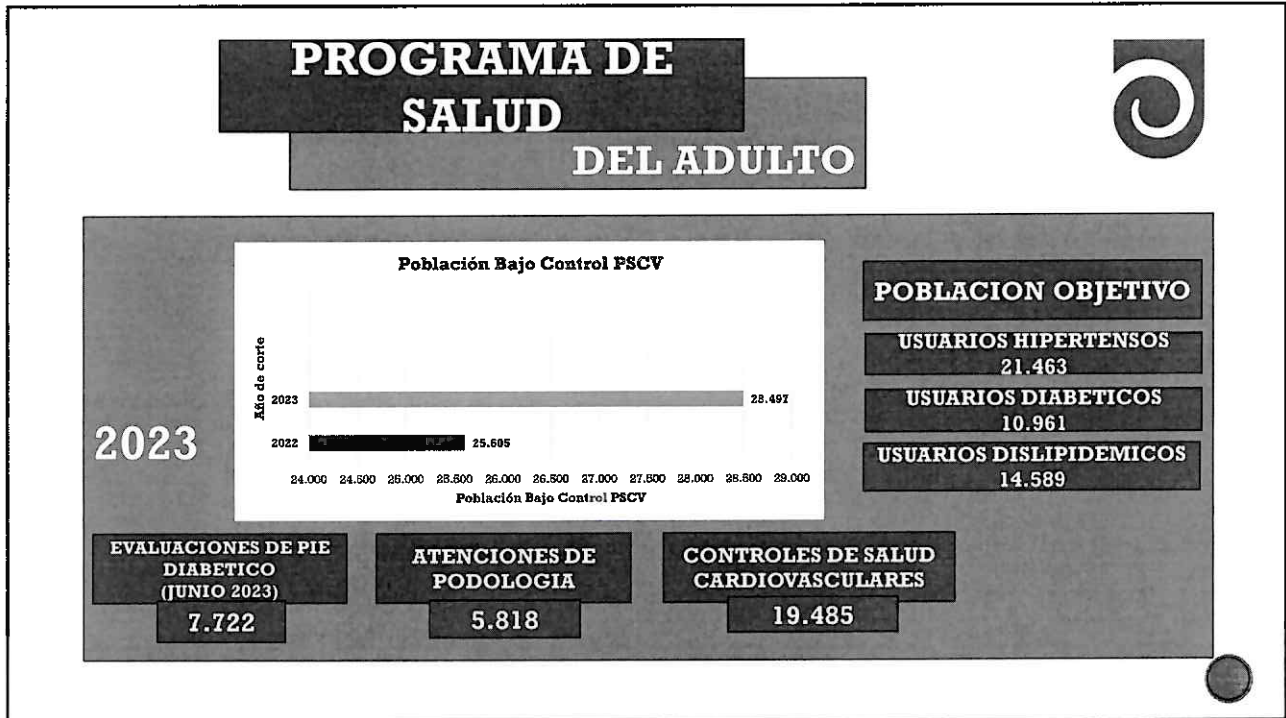 PROGRAMA DE
SALUD
DEL ADULTO
Población Bajo Control PSCV
Año de corte
2023
28.497
2022
25.605
24.000 24.500 25.000 25.500 26.000 26.500 27.000 27.500 28.000 28.500 29.000
Población Bajo Control PSCV
2023
POBLACION OBJETIVO
USUARIOS HIPERTENSOS
21.463
USUARIOS DIABETICOS
10.961
USUARIOS DISLIPIDEMICOS
14.589
EVALUACIONES DE PIE
DIABETICO
(JUNIO 2023)
7.722
ATENCIONES DE
PODOLOGIA
5.818
CONTROLES DE SALUD
CARDIOVASCULARES
19.485